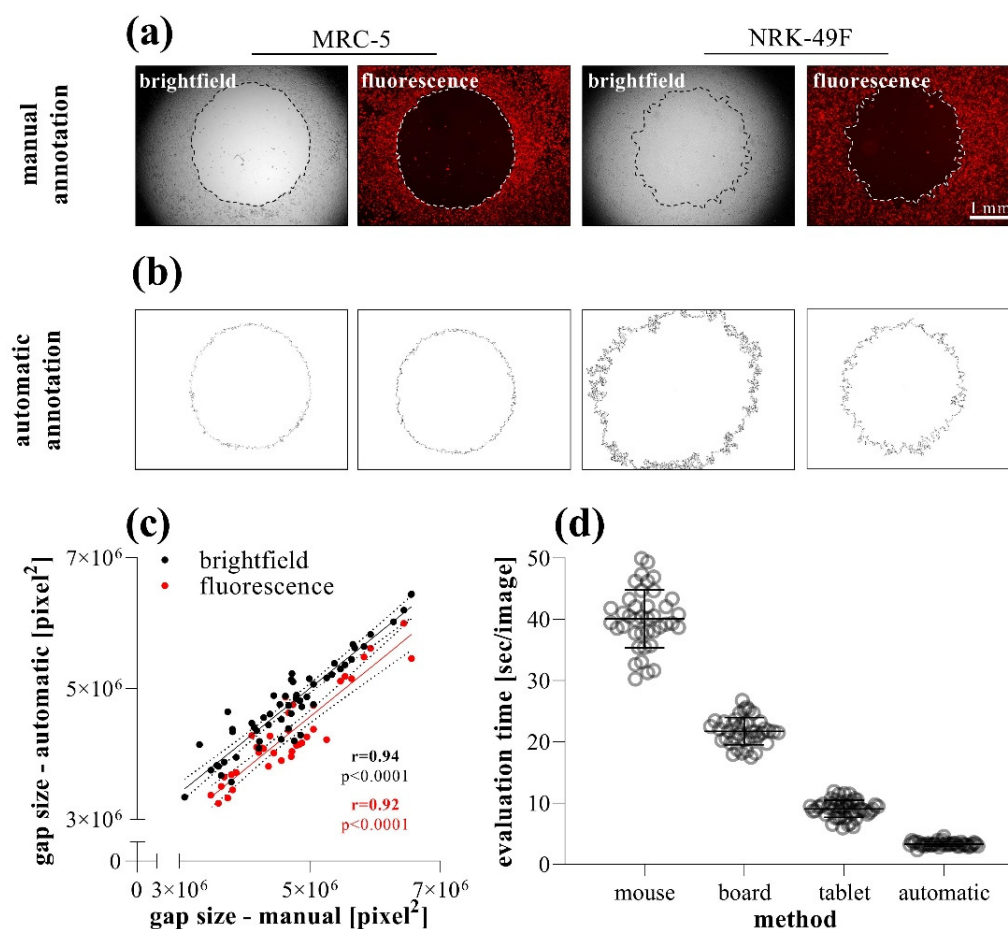 (a)
MRC-5
NRK-49F
manual
annotation
brightfield
fluorescence
brightfield
fluorescence
1 mm
(b)
automatic
annotation
(c)
gap size - automatic [pixel²]
7×10⁶
5×10⁶
3×10⁶
0
brightfield
fluorescence
r=0.94
p<0.0001
r=0.92
p<0.0001
0 3×10⁶ 5×10⁶ 7×10⁶
gap size - manual [pixel²]
(d)
evaluation time [sec/image]
50
40
30
20
10
0
mouse board tablet automatic
method